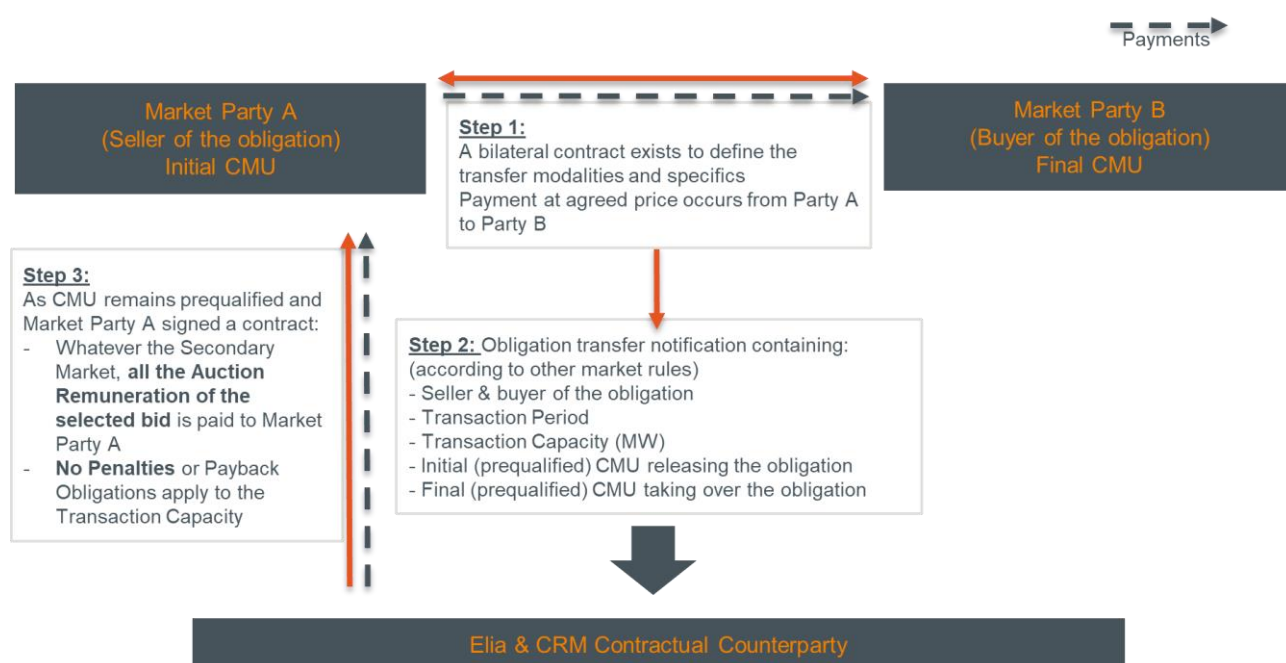 Payments
Market Party A
(Seller of the obligation)
Initial CMU
Market Party B
(Buyer of the obligation)
Final CMU
Step 1:
A bilateral contract exists to define the
transfer modalities and specifics
Payment at agreed price occurs from Party A
to Party B
Step 3:
As CMU remains prequalified and
Market Party A signed a contract:
- Whatever the Secondary
Market, all the Auction
Remuneration of the
selected bid is paid to Market
Party A
- No Penalties or Payback
Obligations apply to the
Transaction Capacity
Step 2: Obligation transfer notification containing:
(according to other market rules)
- Seller & buyer of the obligation
- Transaction Period
- Transaction Capacity (MW)
- Initial (prequalified) CMU releasing the obligation
- Final (prequalified) CMU taking over the obligation
Elia & CRM Contractual Counterparty